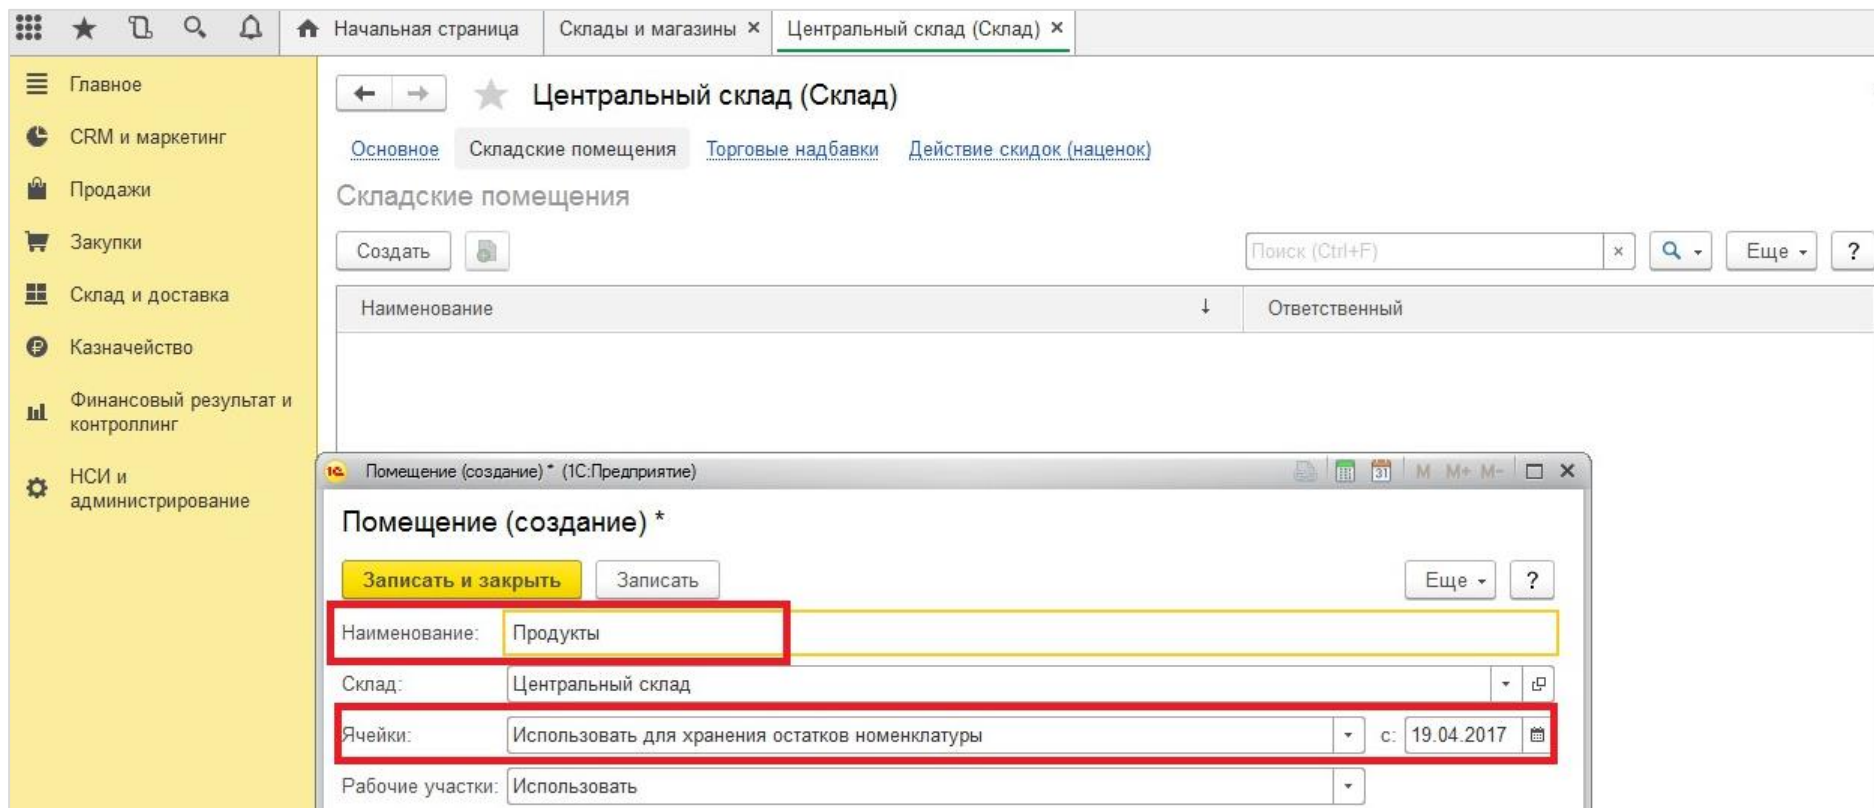 Начальная страница
Склады и магазины ×
Центральный склад (Склад) ×
Главное
CRM и маркетинг
Продажи
Закупки
Склад и доставка
Казначейство
Финансовый результат и
контроллинг
НСИ и
администрирование
Центральный склад (Склад)
Основное Складские помещения Торговые надбавки Действие скидок (наценок)
Складские помещения
Создать
Поиск (Ctrl+F) × Еще ?
Наименование ↓ Ответственный
1С Помещение (создание) * (1С:Предприятие) 31 M M+ M-
Помещение (создание) *
Записать и закрыть Записать Еще ?
Наименование: Продукты
Склад: Центральный склад
Ячейки: Использовать для хранения остатков номенклатуры с: 19.04.2017
Рабочие участки: Использовать